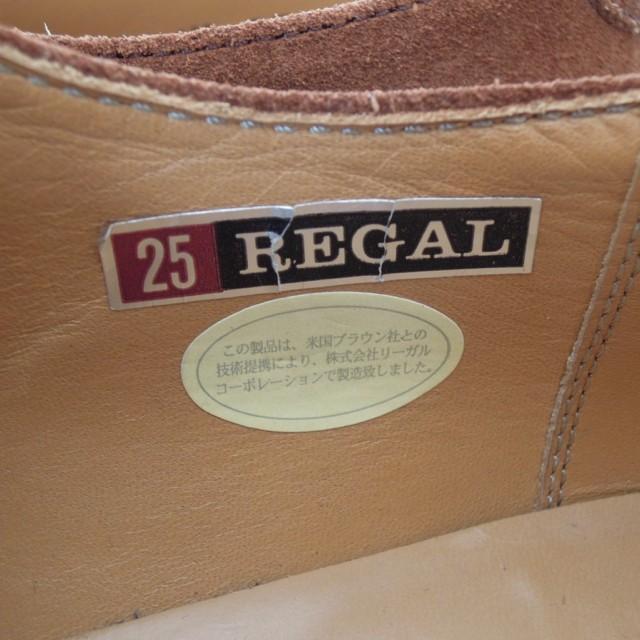 25 REGAL
この製品は、米国ブラウン社との
技術提携により、株式会社リーガル
コーポレーションで製造致しました。